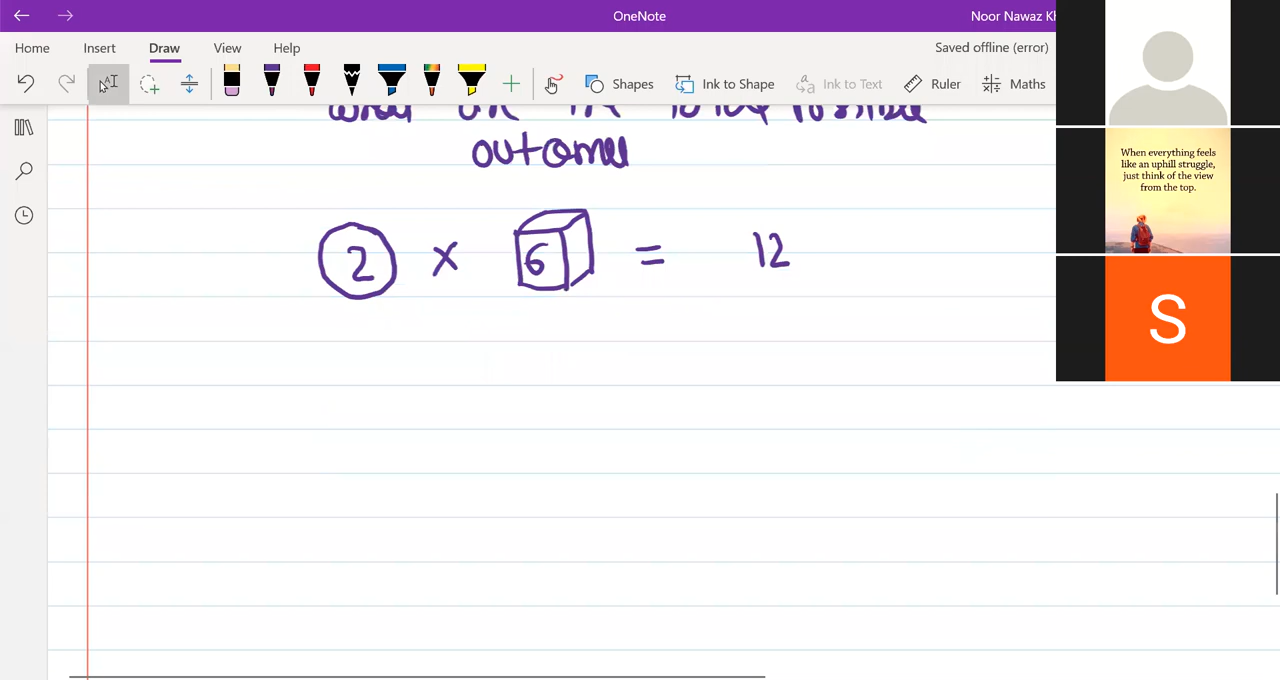 OneNote
Noor Nawaz Kh
Home Insert Draw View Help
Saved offline (error)
Shapes Ink to Shape Ink to Text Ruler Maths
possible
outcomes
2 × 6 = 12
When everything feels
like an uphill struggle,
just think of the view
from the top.
S